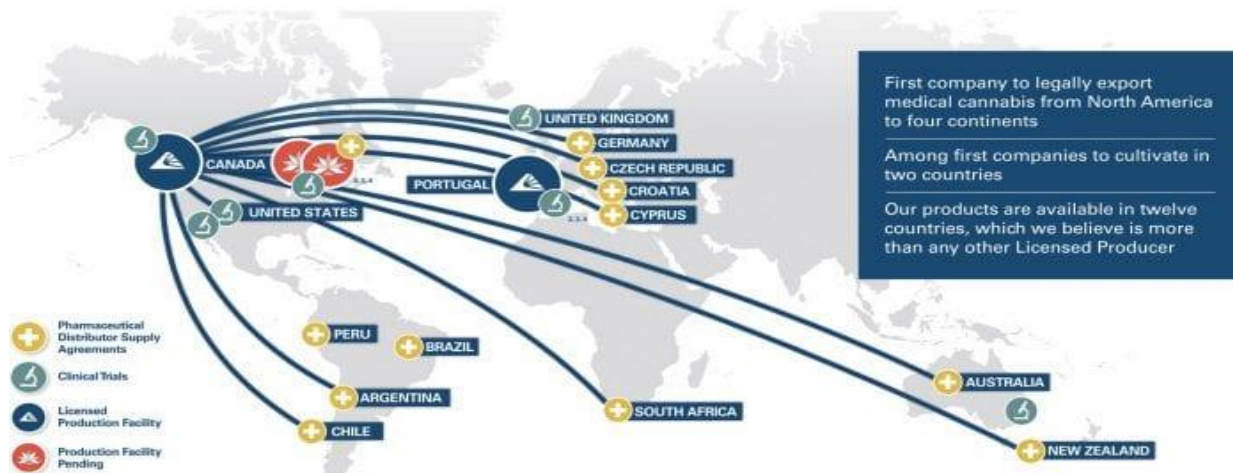 First company to legally export
medical cannabis from North America
to four continents
Among first companies to cultivate in
two countries
Our products are available in twelve
countries, which we believe is more
than any other Licensed Producer
UNITED KINGDOM
GERMANY
CANADA
CZECH REPUBLIC
PORTUGAL
CROATIA
UNITED STATES
CYPRUS
PERU
BRAZIL
ARGENTINA
AUSTRALIA
CHILE
SOUTH AFRICA
NEW ZEALAND
Pharmaceutical
Distributor Supply
Agreements
Clinical Trials
Licensed
Production Facility
Production Facility
Pending